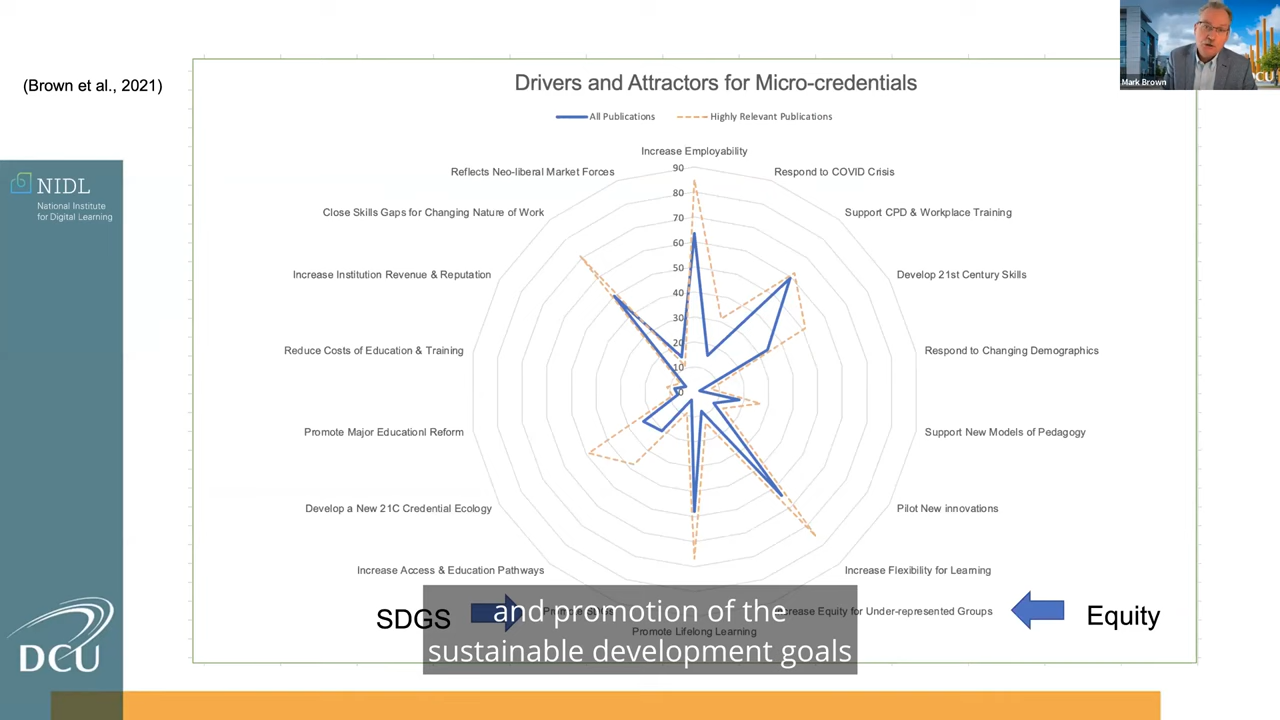 (Brown et al., 2021)
Mark Brown
DCU
NIDL
National Institute
for Digital Learning
Drivers and Attractors for Micro-credentials
All Publications
Highly Relevant Publications
Increase Employability
Respond to COVID Crisis
Support CPD & Workplace Training
Develop 21st Century Skills
Respond to Changing Demographics
Support New Models of Pedagogy
Pilot New innovations
Increase Flexibility for Learning
Increase Equity for Under-represented Groups
Promote Lifelong Learning
Promote SDGs
Increase Access & Education Pathways
Develop a New 21C Credential Ecology
Promote Major Educationl Reform
Reduce Costs of Education & Training
Increase Institution Revenue & Reputation
Close Skills Gaps for Changing Nature of Work
Reflects Neo-liberal Market Forces
90
80
70
60
50
40
30
20
10
0
SDGS
Equity
and promotion of the
sustainable development goals
DCU